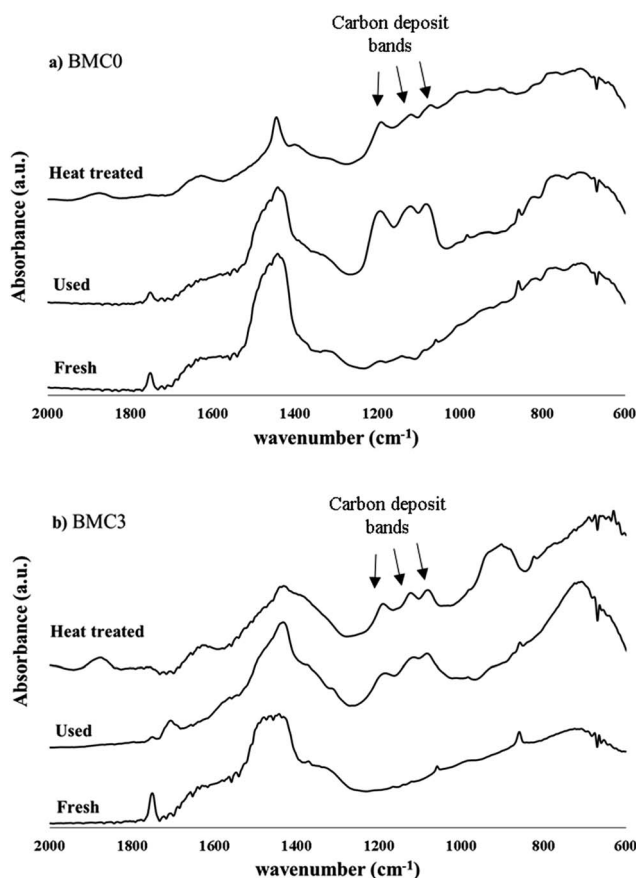 Carbon deposit
bands
a) BMC0
Heat treated
Used
Fresh
Absorbance (a.u.)
2000 1800 1600 1400 1200 1000 800 600
wavenumber (cm⁻¹)
Carbon deposit
bands
b) BMC3
Heat treated
Used
Fresh
Absorbance (a.u.)
2000 1800 1600 1400 1200 1000 800 600
wavenumber (cm⁻¹)